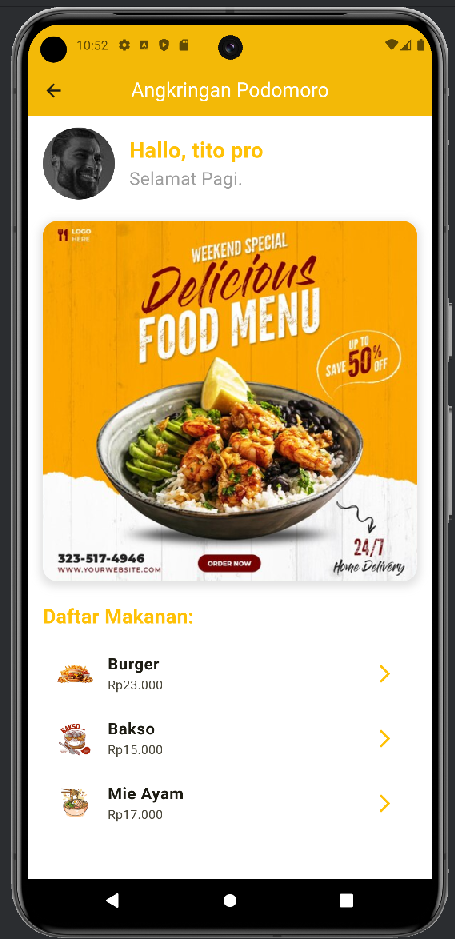 10:52
Angkringan Podomoro
Hallo, tito pro
Selamat Pagi.
LOGO
HERE
WEEKEND SPECIAL
Delicious
FOOD MENU
UP TO
SAVE 50% OFF
323-517-4946
WWW.YOURWEBSITE.COM
ORDER NOW
24/7
Home Delivery
Daftar Makanan:
Burger
Rp23.000
BAKSO
Bakso
Rp15.000
Mie Ayam
Rp17.000